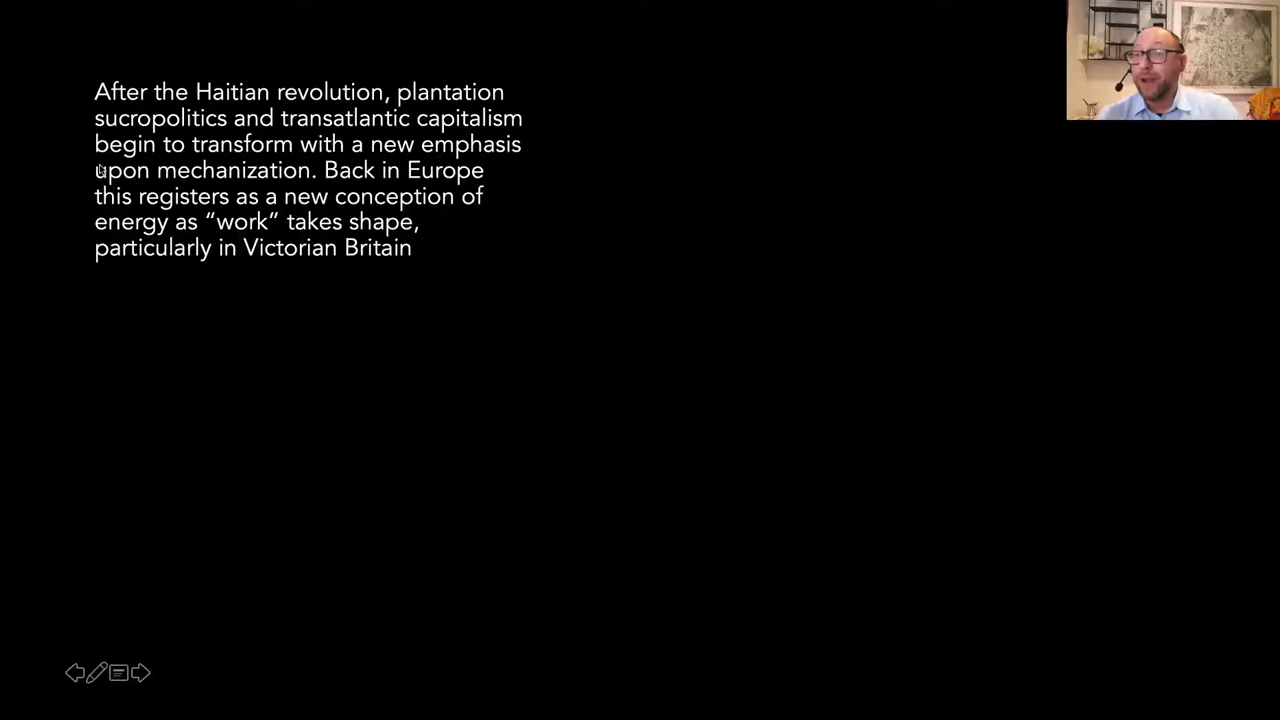 After the Haitian revolution, plantation
sucropolitics and transatlantic capitalism
begin to transform with a new emphasis
upon mechanization. Back in Europe
this registers as a new conception of
energy as “work” takes shape,
particularly in Victorian Britain